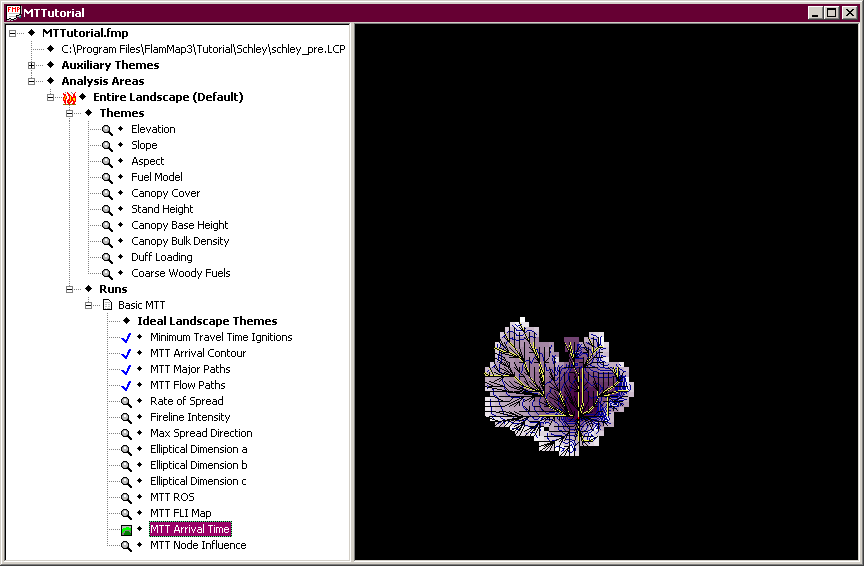 MTTutorial
MTTutorial.fmp
C:\Program Files\FlamMap3\Tutorial\Schley\schley_pre.LCP
Auxiliary Themes
Analysis Areas
Entire Landscape (Default)
Themes
Elevation
Slope
Aspect
Fuel Model
Canopy Cover
Stand Height
Canopy Base Height
Canopy Bulk Density
Duff Loading
Coarse Woody Fuels
Runs
Basic MTT
Ideal Landscape Themes
Minimum Travel Time Ignitions
MTT Arrival Contour
MTT Major Paths
MTT Flow Paths
Rate of Spread
Fireline Intensity
Max Spread Direction
Elliptical Dimension a
Elliptical Dimension b
Elliptical Dimension c
MTT ROS
MTT FLI Map
MTT Arrival Time
MTT Node Influence